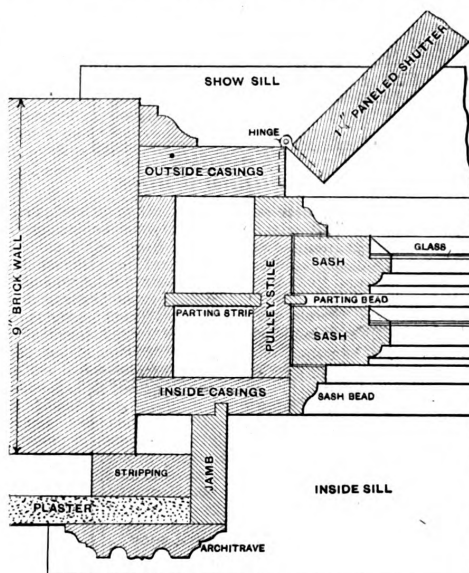 SHOW SILL
1¼" PANELED SHUTTER
HINGE
OUTSIDE CASINGS
9" BRICK WALL
GLASS
SASH
PULLEY STILE
PARTING STRIP
PARTING BEAD
SASH
INSIDE CASINGS
SASH BEAD
STRIPPING
JAMB
INSIDE SILL
PLASTER
ARCHITRAVE